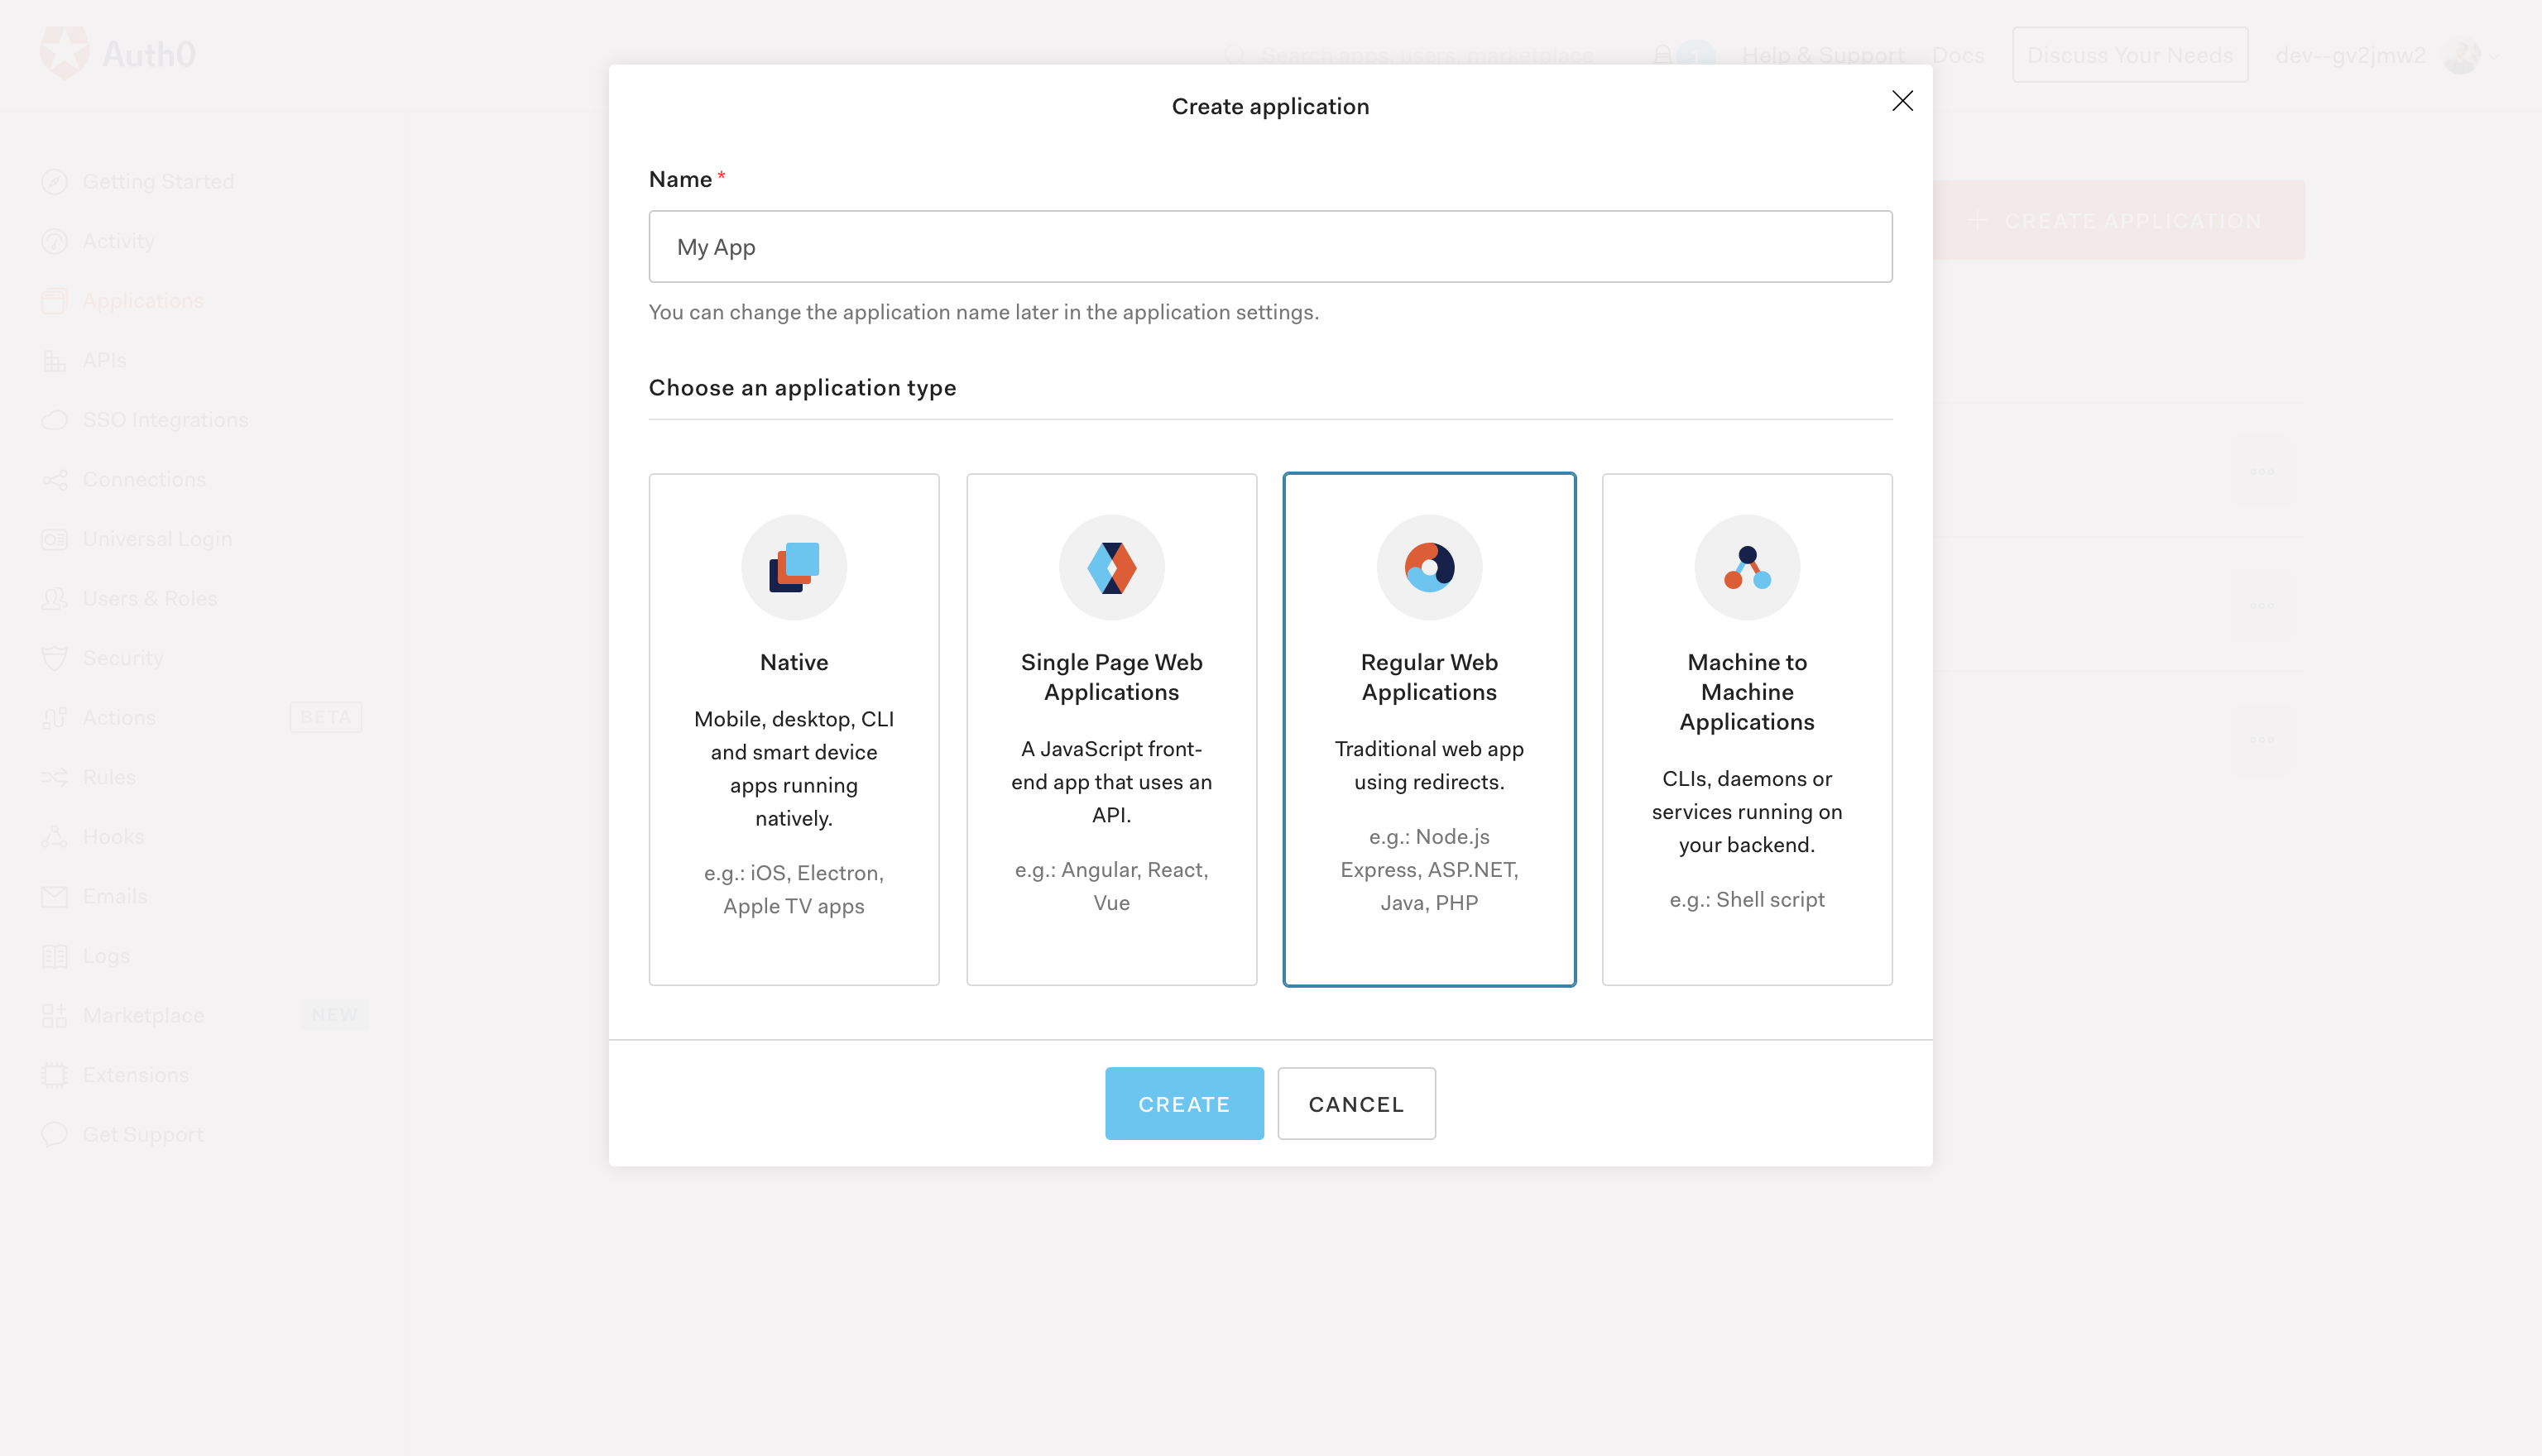 Auth0
Search apps, users, marketplace
Help & Support
Docs
Discuss Your Needs
dev--gv2jmw2
Getting Started
Activity
Applications
APIs
SSO Integrations
Connections
Universal Login
Users & Roles
Security
Actions
BETA
Rules
Hooks
Emails
Logs
Marketplace
NEW
Extensions
Get Support
+ CREATE APPLICATION
Create application
Name *
My App
You can change the application name later in the application settings.
Choose an application type
Native
Mobile, desktop, CLI
and smart device
apps running
natively.
e.g.: iOS, Electron,
Apple TV apps
Single Page Web
Applications
A JavaScript front-
end app that uses an
API.
e.g.: Angular, React,
Vue
Regular Web
Applications
Traditional web app
using redirects.
e.g.: Node.js
Express, ASP.NET,
Java, PHP
Machine to
Machine
Applications
CLIs, daemons or
services running on
your backend.
e.g.: Shell script
CREATE
CANCEL